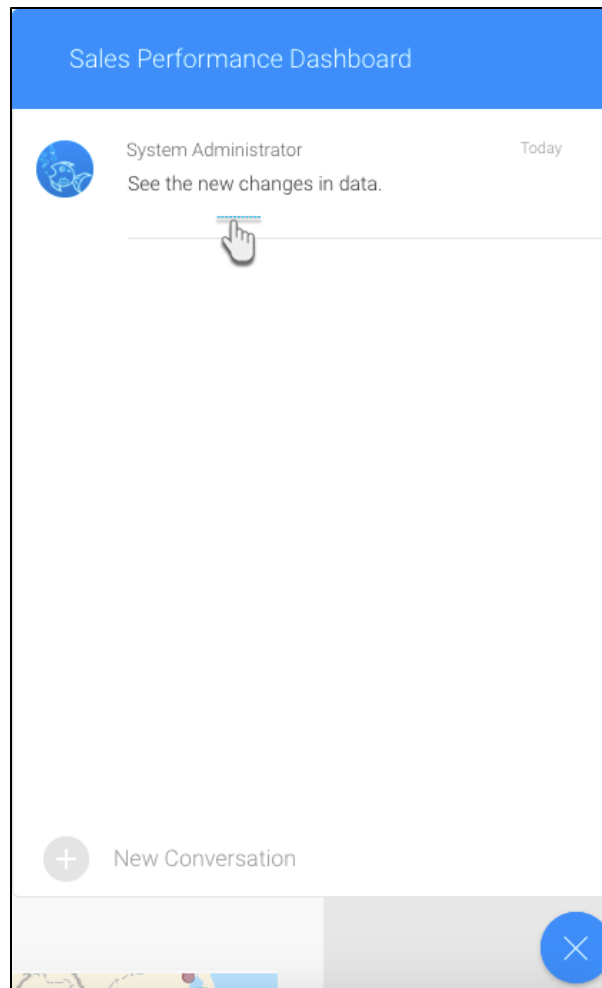 Sales Performance Dashboard
System Administrator
Today
See the new changes in data.
New Conversation